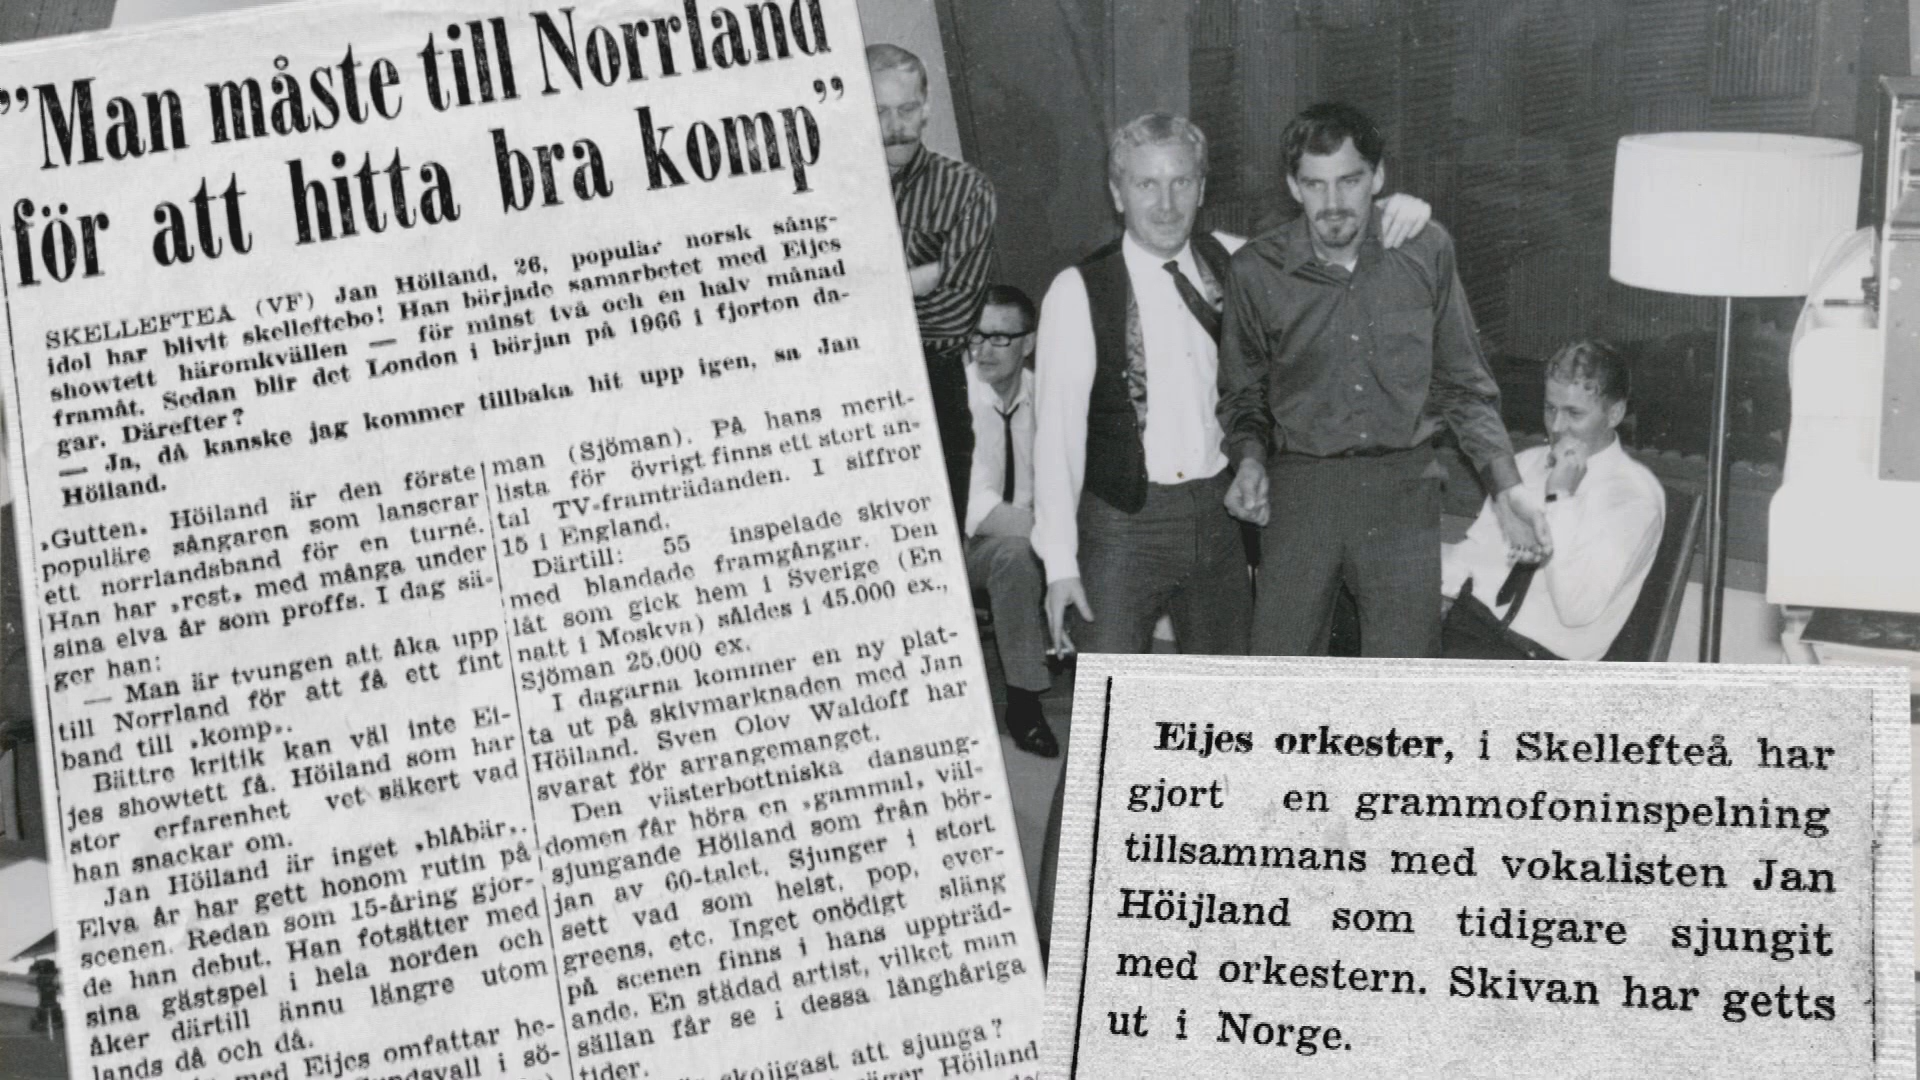 ”Man måste till Norrland
för att hitta bra komp”
SKELLEFTEÅ (VF) Jan Höiland, 26, populär norsk sång-
idol har blivit skelleftebo! Han började samarbetet med Eijes
showtett häromkvällen — för minst två och en halv månad
framåt. Sedan blir det London i början på 1966 i fjorton da-
gar. Därefter?
— Ja, då kanske jag kommer tillbaka hit upp igen, sa Jan
Höiland.
,Gutten, Höiland är den förste
populäre sångaren som lanserar
ett norrlandsband för en turné.
Han har ,rest, med många under
sina elva år som proffs. I dag sä-
ger han:
— Man är tvungen att åka upp
till Norrland för att få ett fint
band till ,komp,.
Bättre kritik kan väl inte Ei-
jes showtett få. Höiland som har
stor erfarenhet vet säkert vad
han snackar om.
Jan Höiland är inget ,blåbär,.
Elva år har gett honom rutin på
scenen. Redan som 15-åring gjor-
de han debut. Han fotsätter med
sina gästspel i hela norden och
åker därtill ännu längre utom
lands då och då.
med Eijes omfattar he-
i sö-
man (Sjöman). På hans merit-
lista för övrigt finns ett stort an-
tal TV-framträdanden. I siffror
15 i England.
Därtill: 55 inspelade skivor
med blandade framgångar. Den
låt som gick hem i Sverige (En
natt i Moskva) såldes i 45.000 ex.,
Sjöman 25.000 ex.
I dagarna kommer en ny plat-
ta ut på skivmarknaden med Jan
Höiland. Sven Olov Waldoff har
svarat för arrangemanget.
Den västerbottniska dansung-
domen får höra en ,gammal, väl-
sjungande Höiland som från bör-
jan av 60-talet. Sjunger i stort
sett vad som helst, pop, ever-
greens, etc. Inget onödigt släng
på scenen finns i hans uppträd-
ande. En städad artist, vilket man
sällan får se i dessa långhåriga
tider.
skojigast att sjunga?
Höiland
Eijes orkester, i Skellefteå har
gjort en grammofoninspelning
tillsammans med vokalisten Jan
Höijland som tidigare sjungit
med orkestern. Skivan har getts
ut i Norge.